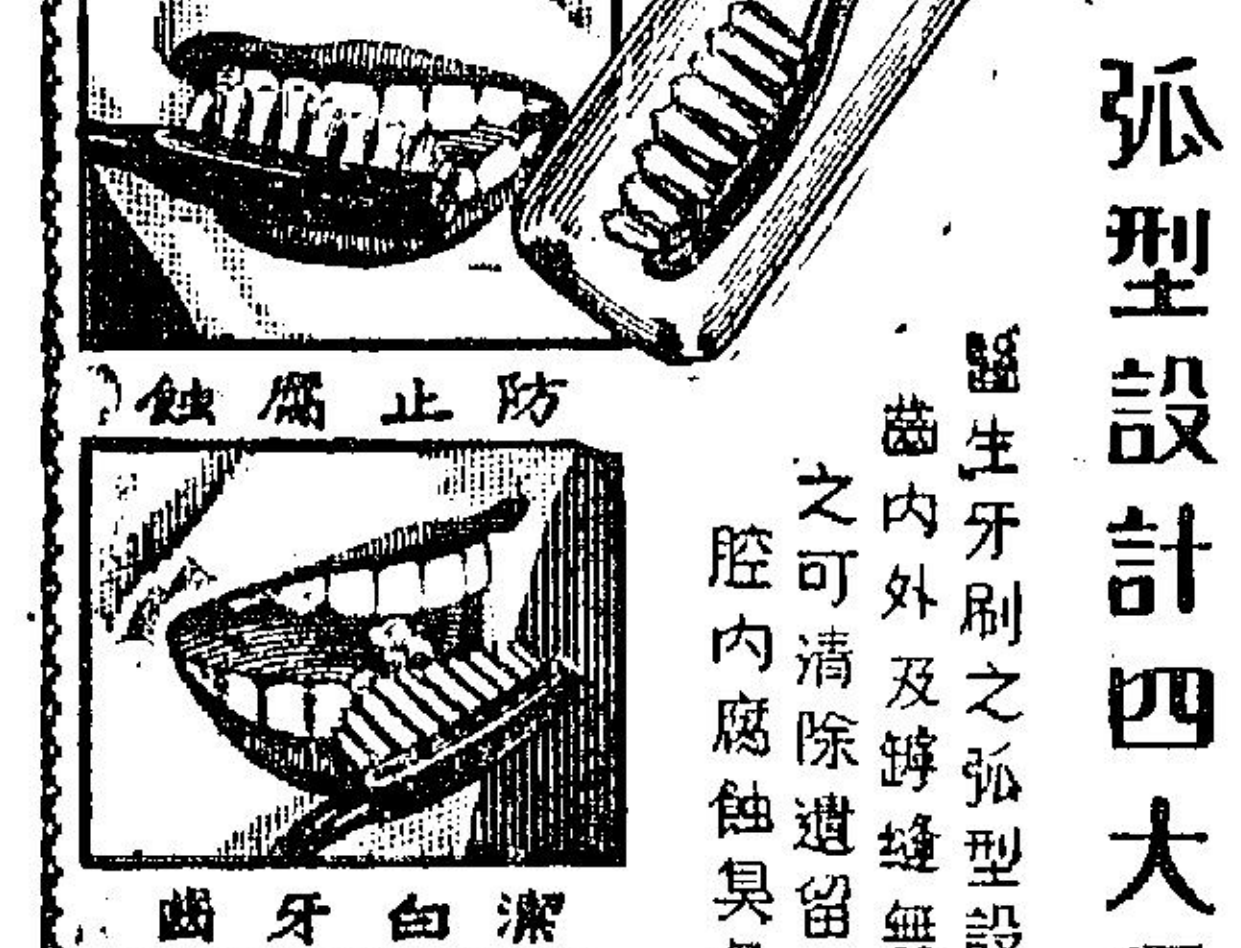 弧型設計四大
醫生牙刷之弧型設
齒內外及罅縫無
之可清除遺留
腔內腐蝕臭
防止腐蝕
潔白牙齒